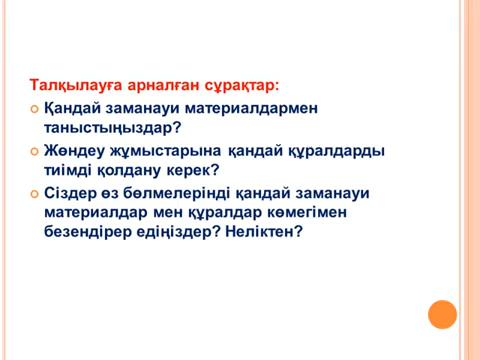 Талқылауға арналған сұрақтар:
Қандай заманауи материалдармен
таныстыңыздар?
Жөндеу жұмыстарына қандай құралдарды
тиімді қолдану керек?
Сіздер өз бөлмелерінді қандай заманауи
материалдар мен құралдар көмегімен
безендірер едіңіздер? Неліктен?